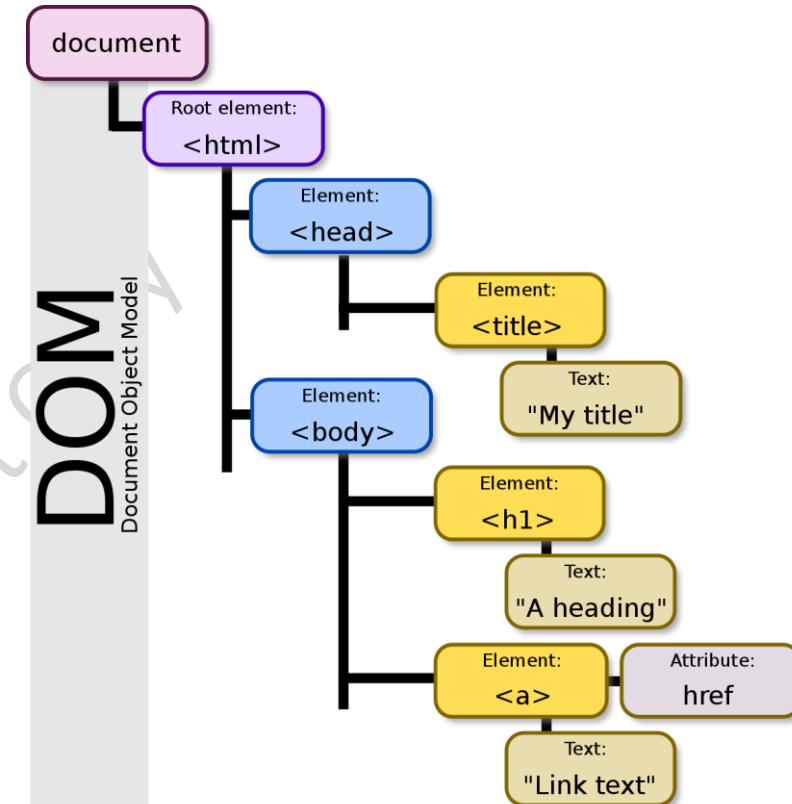 document
Root element:
<html>
Element:
<head>
Element:
<title>
Text:
"My title"
Element:
<body>
Element:
<h1>
Text:
"A heading"
Element:
<a>
Attribute:
href
Text:
"Link text"
DOM
Document Object Model